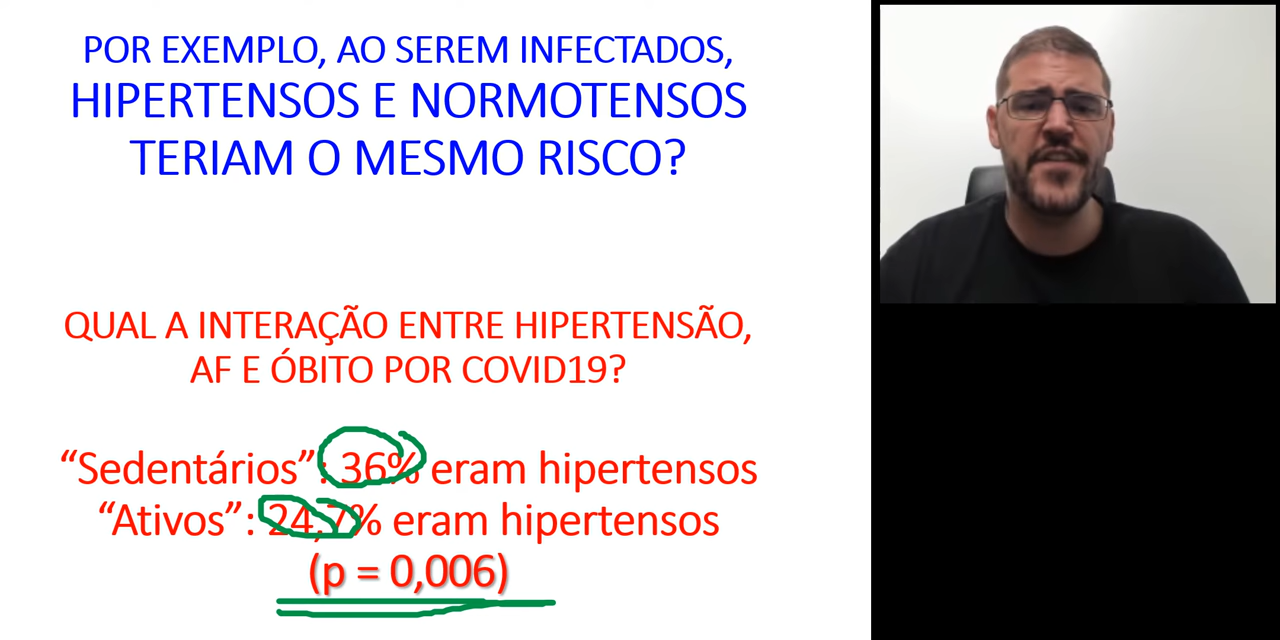 POR EXEMPLO, AO SEREM INFECTADOS,
HIPERTENSOS E NORMOTENSOS
TERIAM O MESMO RISCO?
QUAL A INTERAÇÃO ENTRE HIPERTENSÃO,
AF E ÓBITO POR COVID19?
“Sedentários”: 36% eram hipertensos
“Ativos”: 24,7% eram hipertensos
(p = 0,006)